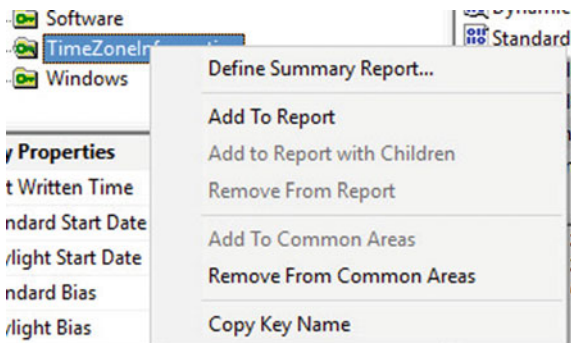 Software
TimeZoneInformation
Windows
Dynamic
Standard
Define Summary Report...
Add To Report
Add to Report with Children
Remove From Report
Add To Common Areas
Remove From Common Areas
Copy Key Name
y Properties
t Written Time
ndard Start Date
ylight Start Date
ndard Bias
ylight Bias